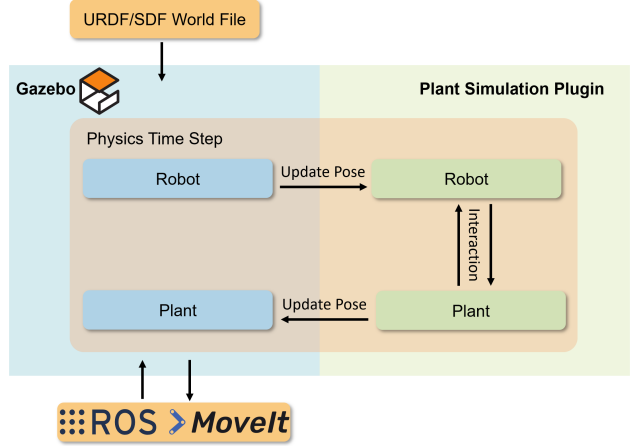 URDF/SDF World File
Gazebo
Plant Simulation Plugin
Physics Time Step
Robot
Update Pose
Robot
Interaction
Plant
Update Pose
Plant
ROS
MoveIt